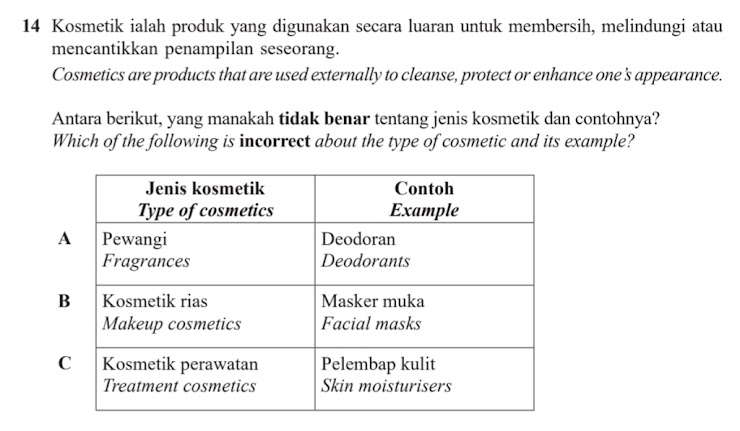 14 Kosmetik ialah produk yang digunakan secara luaran untuk membersih, melindungi atau
mencantikkan penampilan seseorang.
Cosmetics are products that are used externally to cleanse, protect or enhance one's appearance.
Antara berikut, yang manakah tidak benar tentang jenis kosmetik dan contohnya?
Which of the following is incorrect about the type of cosmetic and its example?
Jenis kosmetik Contoh
Type of cosmetics Example
A Pewangi Deodoran
Fragrances Deodorants
B Kosmetik rias Masker muka
Makeup cosmetics Facial masks
C Kosmetik perawatan Pelembap kulit
Treatment cosmetics Skin moisturisers